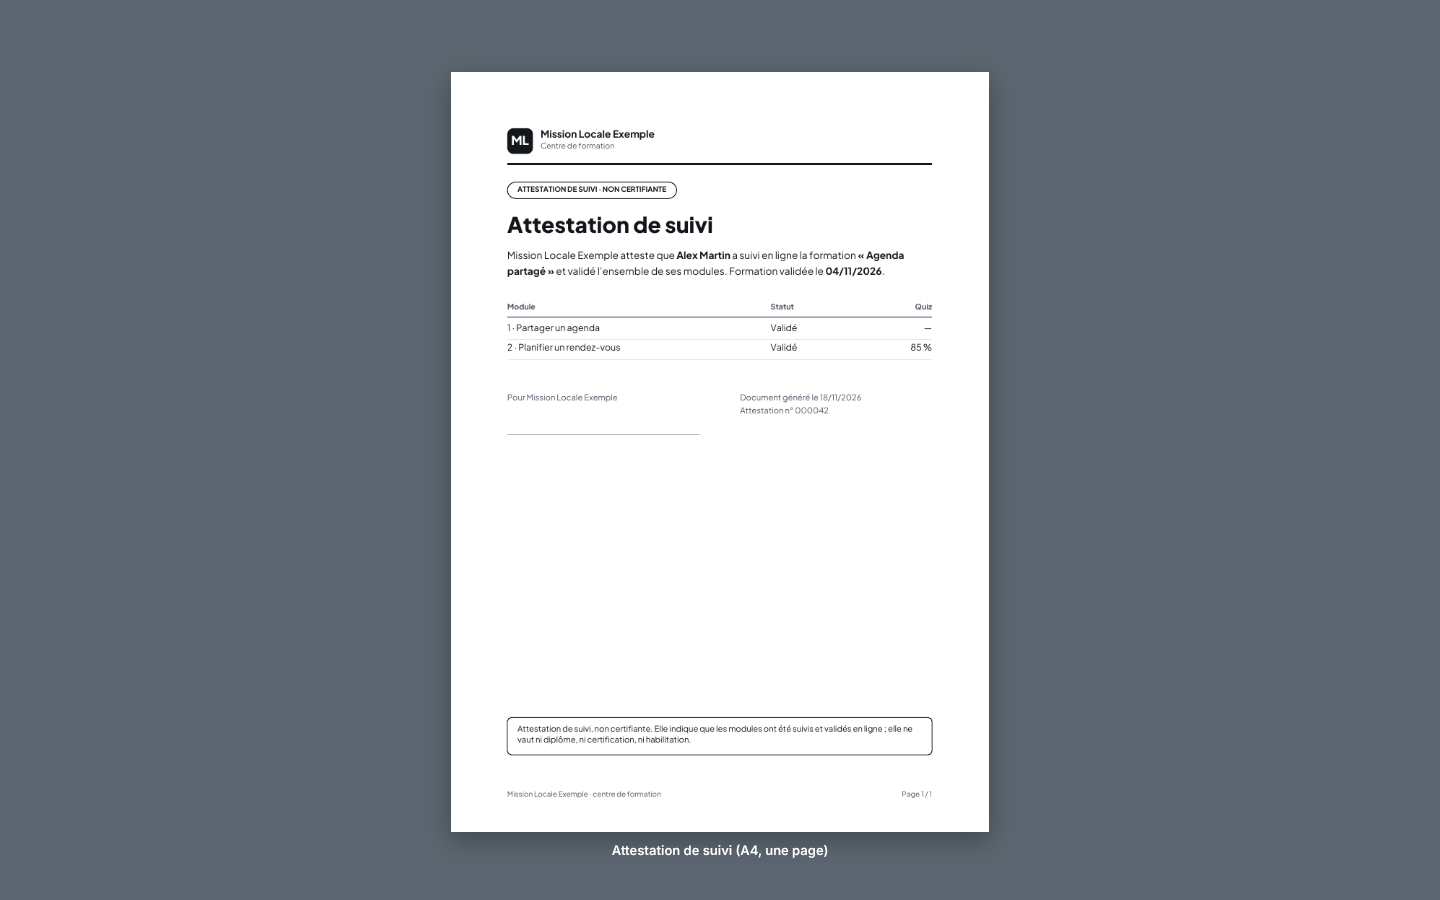 ML
Mission Locale Exemple
Centre de formation
ATTESTATION DE SUIVI · NON CERTIFIANTE
Attestation de suivi
Mission Locale Exemple atteste que Alex Martin a suivi en ligne la formation « Agenda
partagé » et validé l’ensemble de ses modules. Formation validée le 04/11/2026.
Module Statut Quiz
1 · Partager un agenda Validé —
2 · Planifier un rendez-vous Validé 85 %
Pour Mission Locale Exemple Document généré le 18/11/2026
Attestation n° 000042
Attestation de suivi, non certifiante. Elle indique que les modules ont été suivis et validés en ligne ; elle ne
vaut ni diplôme, ni certification, ni habilitation.
Mission Locale Exemple · centre de formation Page 1 / 1
Attestation de suivi (A4, une page)